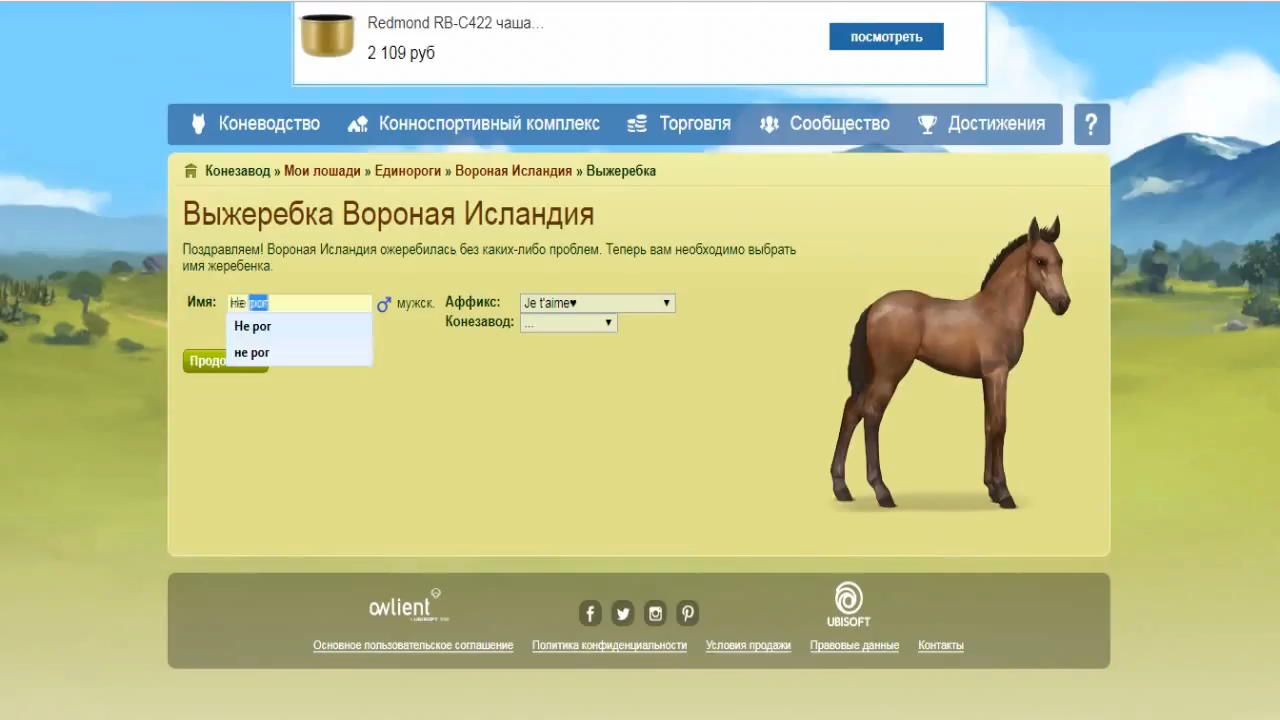 Redmond RB-C422 чаша...
2 109 руб
посмотреть
Коневодство Конноспортивный комплекс Торговля Сообщество Достижения ?
Конезавод » Мои лошади » Единороги » Вороная Исландия » Выжеребка
Выжеребка Вороная Исландия
Поздравляем! Вороная Исландия ожеребилась без каких-либо проблем. Теперь вам необходимо выбрать
имя жеребенка.
Имя: Не рог мужск. Аффикс: Je t'aime♥
Конезавод: ...
Не рог
не рог
Продо
owlient
UBISOFT
Основное пользовательское соглашение Политика конфиденциальности Условия продажи Правовые данные Контакты